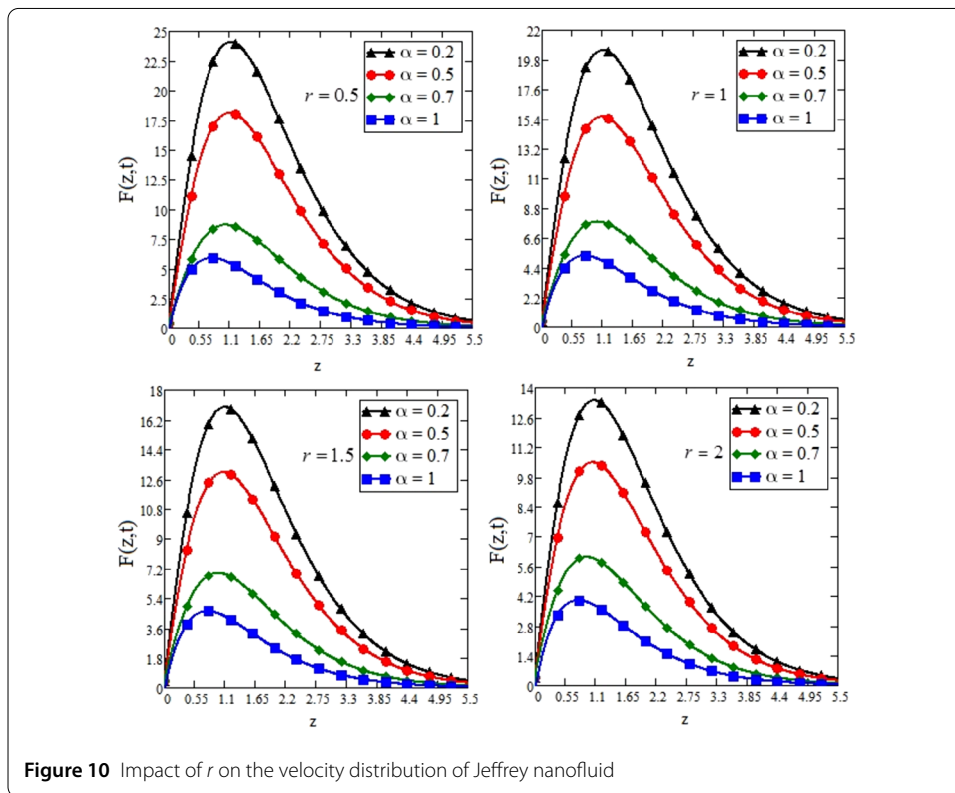 25
22.5
20
17.5
15
12.5
10
7.5
5
2.5
0
F(z,t)
r = 0.5
α = 0.2
α = 0.5
α = 0.7
α = 1
0 0.55 1.1 1.65 2.2 2.75 3.3 3.85 4.4 4.95 5.5
z
22
19.8
17.6
15.4
13.2
11
8.8
6.6
4.4
2.2
0
F(z,t)
r = 1
α = 0.2
α = 0.5
α = 0.7
α = 1
0 0.55 1.1 1.65 2.2 2.75 3.3 3.85 4.4 4.95 5.5
z
18
16.2
14.4
12.6
10.8
9
7.2
5.4
3.6
1.8
0
F(z,t)
r = 1.5
α = 0.2
α = 0.5
α = 0.7
α = 1
0 0.55 1.1 1.65 2.2 2.75 3.3 3.85 4.4 4.95 5.5
z
14
12.6
11.2
9.8
8.4
7
5.6
4.2
2.8
1.4
0
F(z,t)
r = 2
α = 0.2
α = 0.5
α = 0.7
α = 1
0 0.55 1.1 1.65 2.2 2.75 3.3 3.85 4.4 4.95 5.5
z
Figure 10 Impact of r on the velocity distribution of Jeffrey nanofluid